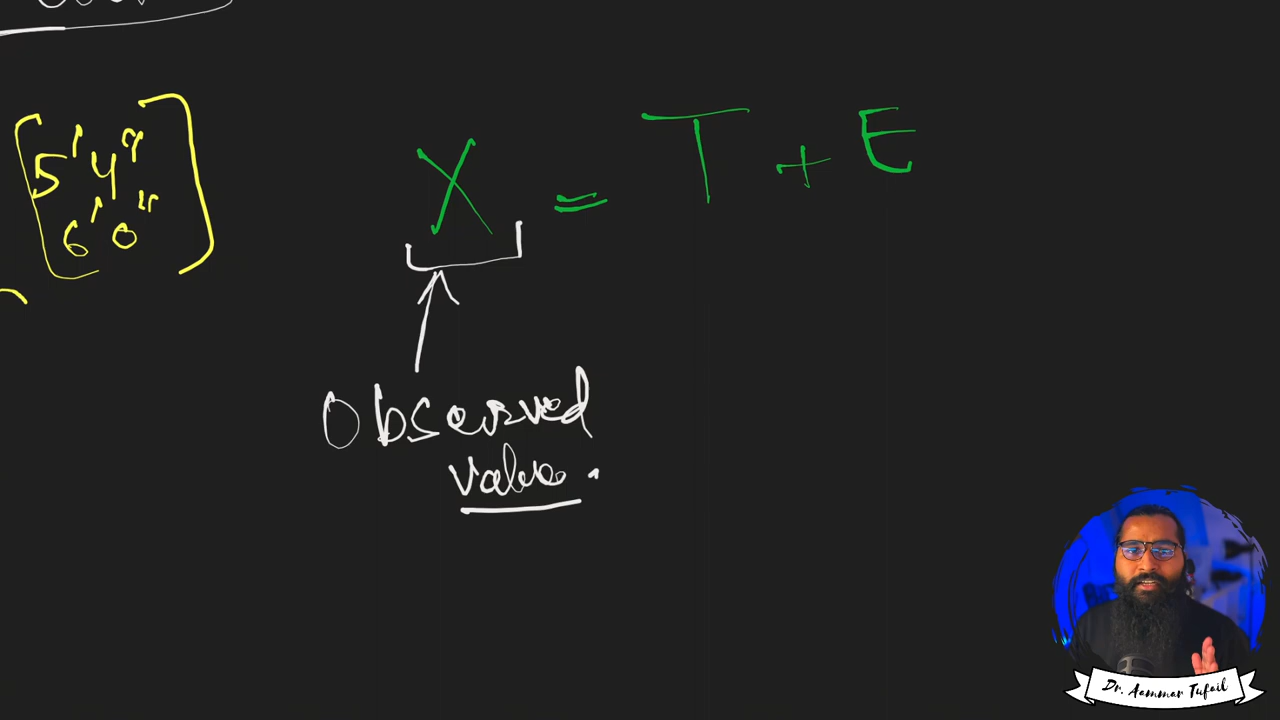 5'4"
6'0"
X = T + E
Observed
value.
Dr. Aammar Tufail